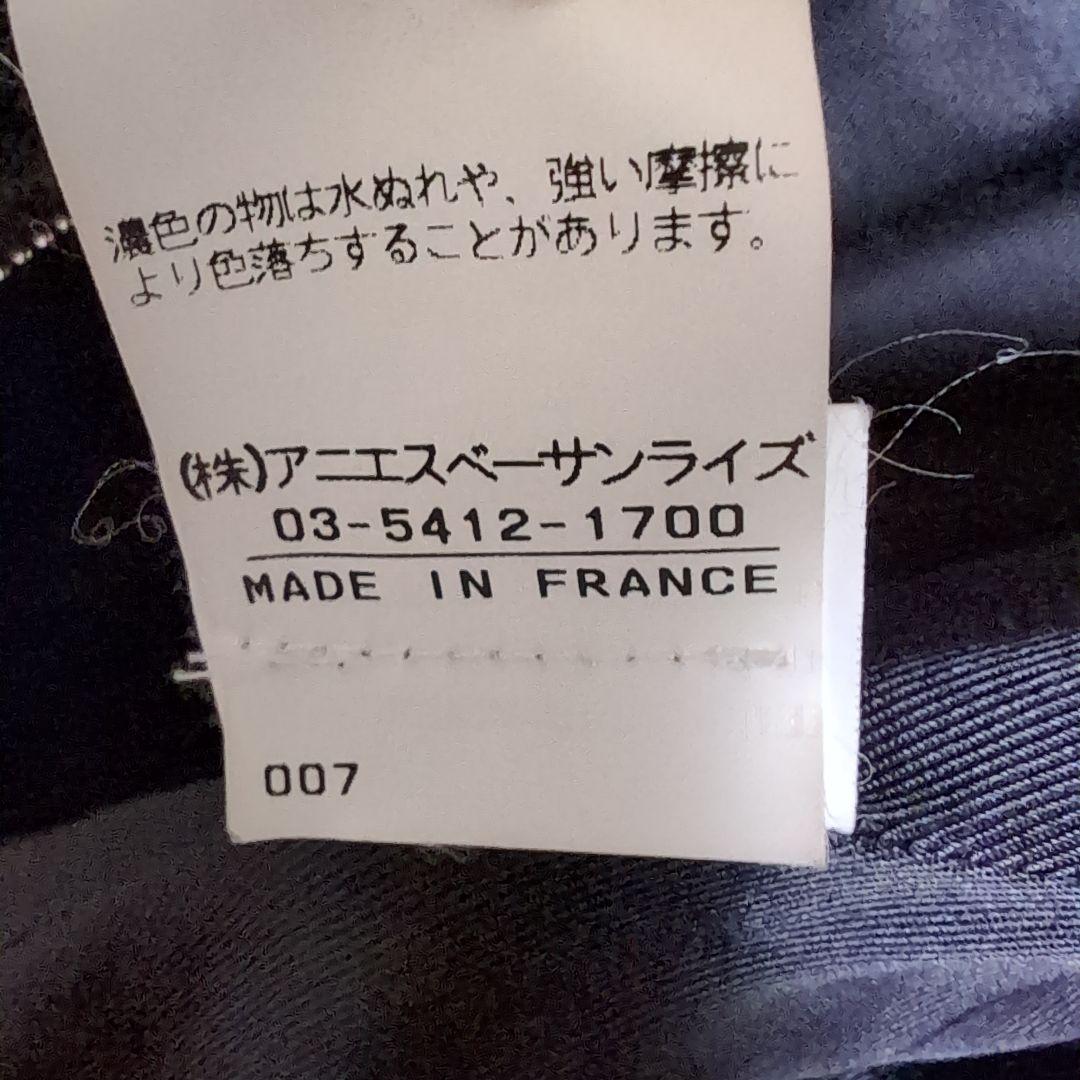 濃色の物は水ぬれや、強い摩擦に
より色落ちすることがあります。
(株)アニエスベーサンライズ
03-5412-1700
MADE IN FRANCE
007